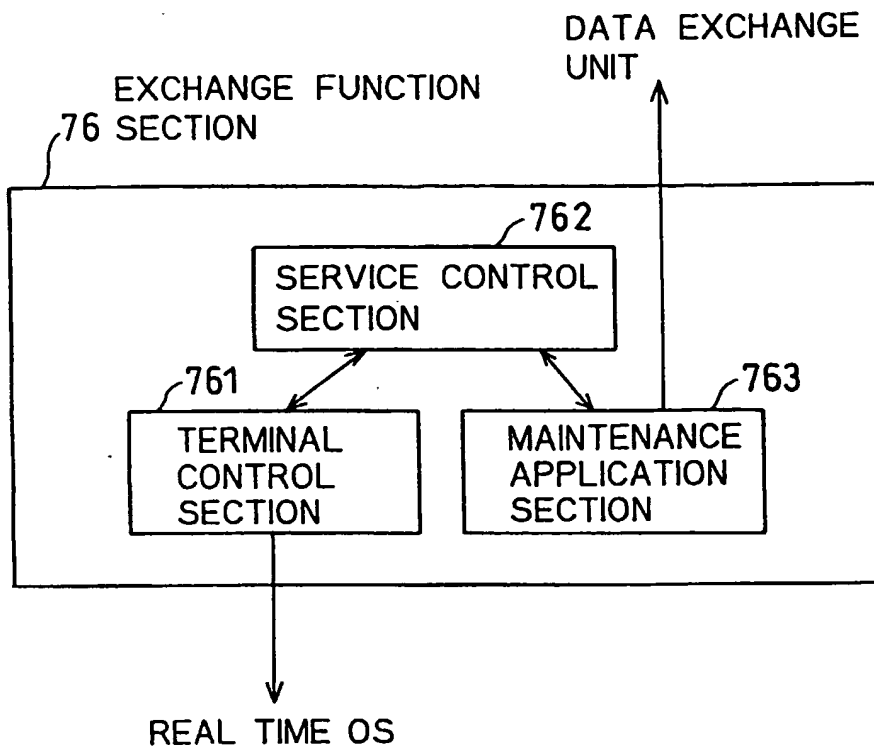 DATA EXCHANGE
UNIT
EXCHANGE FUNCTION
76 SECTION
762
SERVICE CONTROL
SECTION
761
TERMINAL
CONTROL
SECTION
763
MAINTENANCE
APPLICATION
SECTION
REAL TIME OS